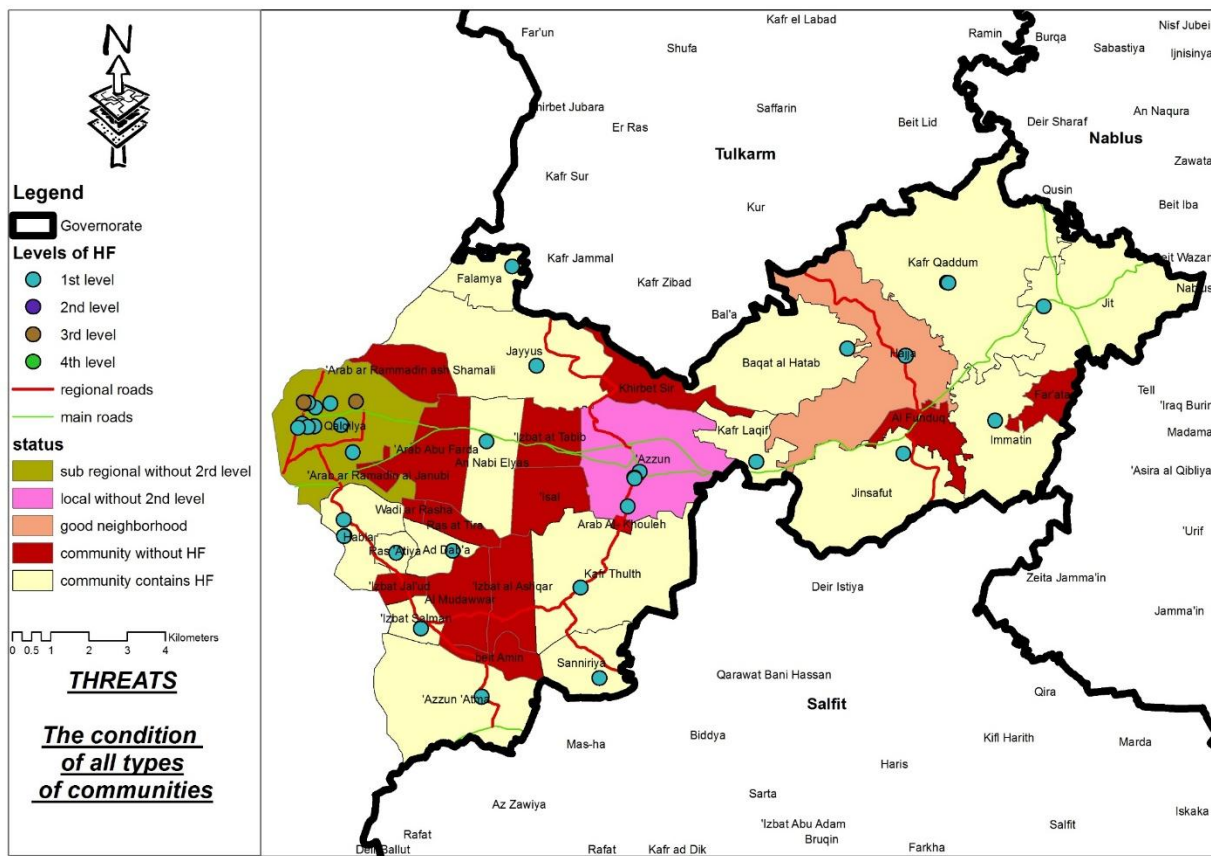 N
Legend
Governorate
Levels of HF
1st level
2nd level
3rd level
4th level
regional roads
main roads
status
sub regional without 2rd level
local without 2nd level
good neighborhood
community without HF
community contains HF
0 0.5 1 2 3 4
Kilometers
THREATS
The condition
of all types
of communities
Kafr el Labad
Far'un
Shufa
Ramin
Burqa
Nisf Jubei
Sabastiya
Ijnisinya
hirbet Jubara
Saffarin
An Naqura
Er Ras
Beit Lid
Deir Sharaf
Nablus
Tulkarm
Zawata
Kafr Sur
Qusin
Kur
Beit Iba
Kafr Jammal
Falamya
Kafr Zibad
Kafr Qaddum
eit Wazan
Nablus
Jit
Bal'a
Jayyus
Hajja
Baqat al Hatab
'Arab ar Rammadin ash Shamali
Khirbet Sir
Far'ata
Tell
'Iraq Burin
Al Funduq
Qalqilya
Kafr Laqif
Immatin
Madama
'Izbat at Tabib
'Arab Abu Farda
An Nabi Elyas
'Azzun
'Arab ar Ramadin al Janubi
'Asira al Qibliya
'Isal
Jinsafut
Wadi ar Rasha
Ras at Tira
Arab Al- Khouleh
'Urif
Habla
Ras 'Atiya
Ad Dab'a
Kafr Thulth
Zeita Jamma'in
'Izbat Jal'ud
'Izbat al Ashqar
Deir Istiya
Al Mudawwar
Jamma'in
'Izbat Salman
Beit Amin
Sanniriya
Qarawat Bani Hassan
'Azzun 'Atma
Salfit
Qira
Biddya
Kifl Harith
Mas-ha
Marda
Haris
Sarta
Az Zawiya
Iskaka
'Izbat Abu Adam
Salfit
Rafat
Bruqin
Deir Ballut
Rafat
Kafr ad Dik
Farkha